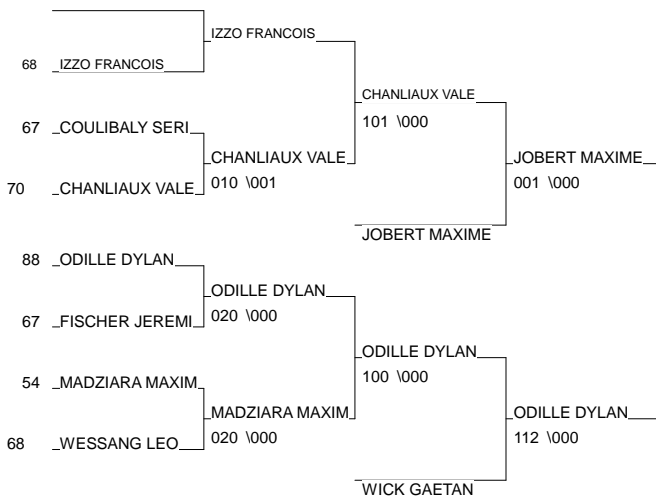 IZZO FRANCOIS
68 IZZO FRANCOIS
CHANLIAUX VALE
101 \000
67 COULIBALY SERI
CHANLIAUX VALE
010 \001
JOBERT MAXIME
001 \000
70 CHANLIAUX VALE
JOBERT MAXIME
88 ODILLE DYLAN
ODILLE DYLAN
020 \000
67 FISCHER JEREMI
ODILLE DYLAN
100 \000
54 MADZIARA MAXIM
MADZIARA MAXIM
020 \000
ODILLE DYLAN
112 \000
68 WESSANG LEO
WICK GAETAN